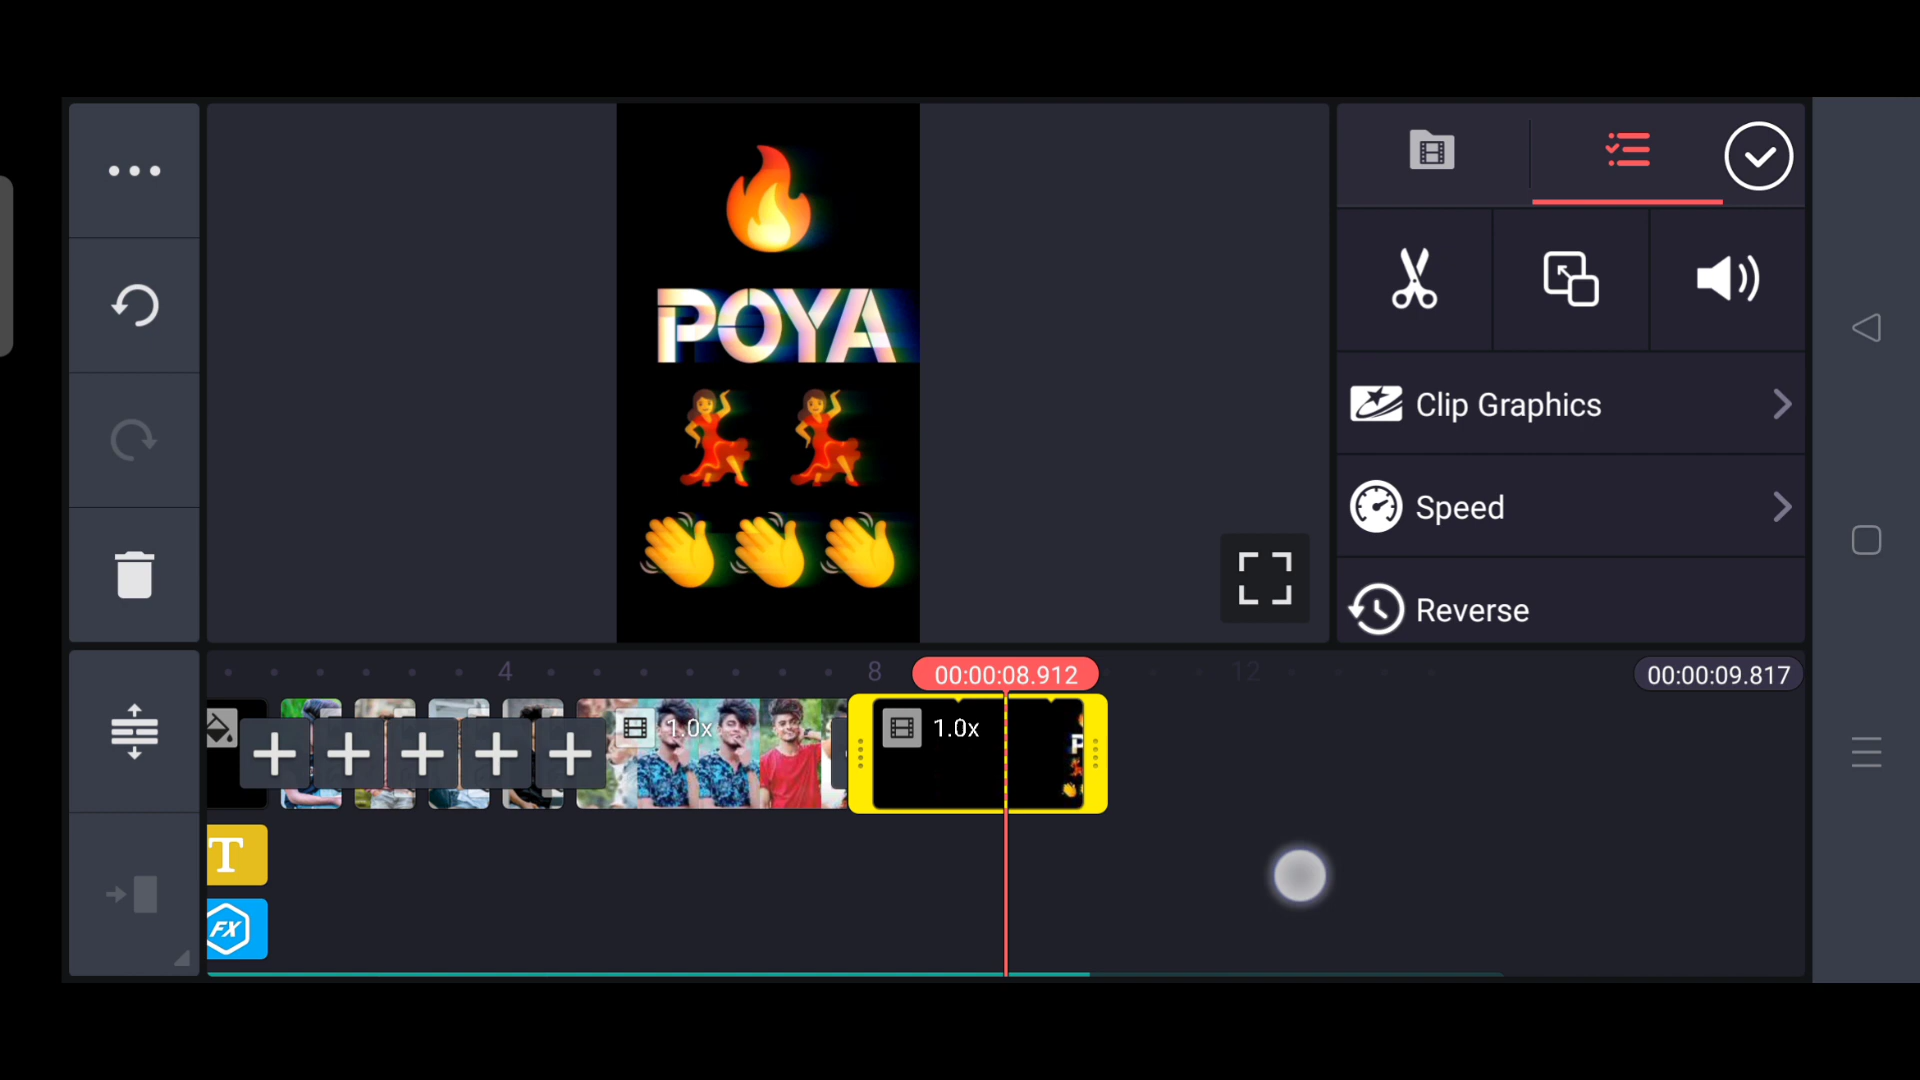 POYA
Clip Graphics
Speed
Reverse
4
8
00:00:08.912
12
00:00:09.817
1.0x
1.0x
T
FX